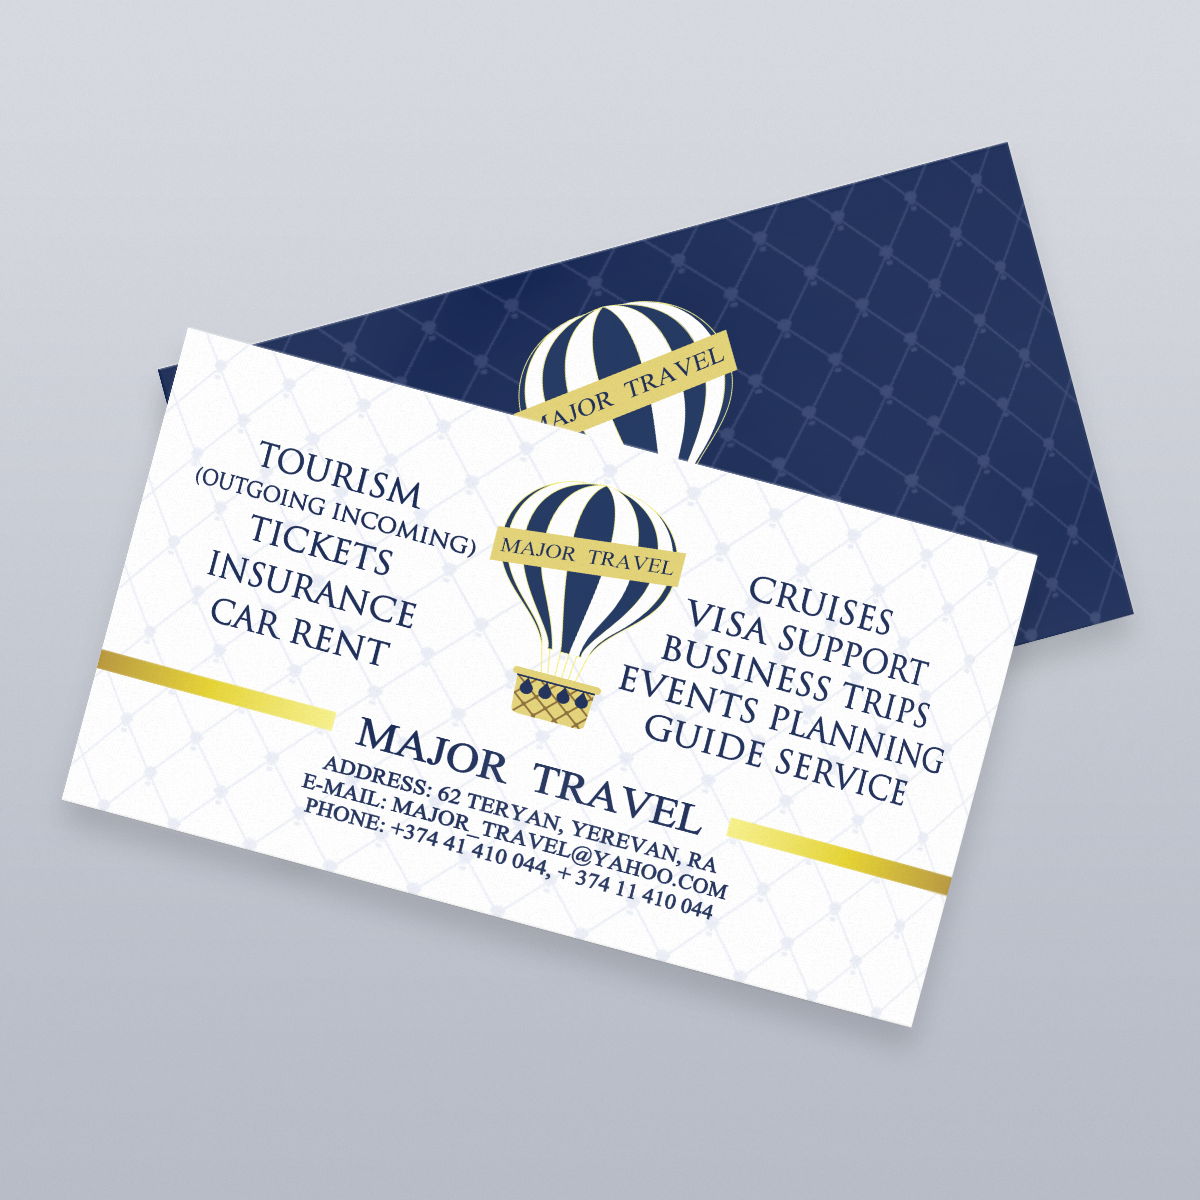 MAJOR TRAVEL
TOURISM
(OUTGOING INCOMING)
TICKETS
INSURANCE
CAR RENT
MAJOR TRAVEL
CRUISES
VISA SUPPORT
BUSINESS TRIPS
EVENTS PLANNING
GUIDE SERVICE
MAJOR TRAVEL
ADDRESS: 62 TERYAN, YEREVAN, RA
E-MAIL: MAJOR_TRAVEL@YAHOO.COM
PHONE: +374 41 410 044, + 374 11 410 044